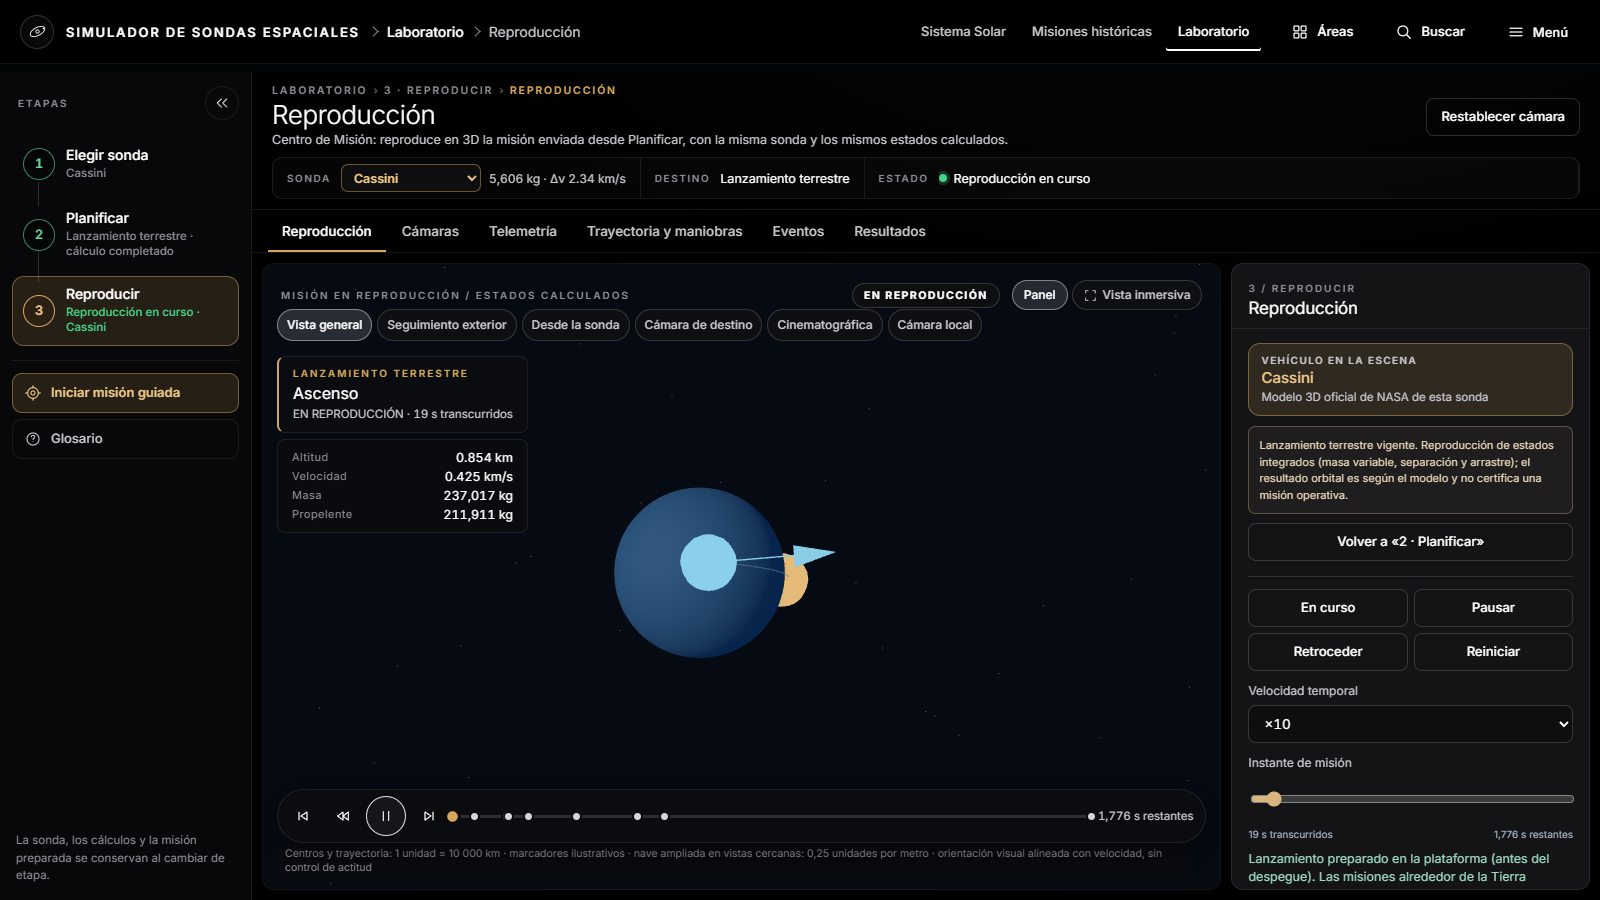 SIMULADOR DE SONDAS ESPACIALES > Laboratorio > Reproducción
Sistema Solar
Misiones históricas
Laboratorio
Áreas
Buscar
Menú
ETAPAS
1
Elegir sonda
Cassini
2
Planificar
Lanzamiento terrestre ·
cálculo completado
3
Reproducir
Reproducción en curso ·
Cassini
Iniciar misión guiada
Glosario
La sonda, los cálculos y la misión
preparada se conservan al cambiar de
etapa.
LABORATORIO › 3 · REPRODUCIR › REPRODUCCIÓN
Reproducción
Centro de Misión: reproduce en 3D la misión enviada desde Planificar, con la misma sonda y los mismos estados calculados.
Restablecer cámara
SONDA
Cassini
5,606 kg · Δv 2.34 km/s
DESTINO
Lanzamiento terrestre
ESTADO
Reproducción en curso
Reproducción
Cámaras
Telemetría
Trayectoria y maniobras
Eventos
Resultados
MISIÓN EN REPRODUCCIÓN / ESTADOS CALCULADOS
EN REPRODUCCIÓN
Panel
Vista inmersiva
Vista general
Seguimiento exterior
Desde la sonda
Cámara de destino
Cinematográfica
Cámara local
LANZAMIENTO TERRESTRE
Ascenso
EN REPRODUCCIÓN · 19 s transcurridos
Altitud 0.854 km
Velocidad 0.425 km/s
Masa 237,017 kg
Propelente 211,911 kg
1,776 s restantes
Centros y trayectoria: 1 unidad = 10 000 km · marcadores ilustrativos · nave ampliada en vistas cercanas: 0,25 unidades por metro · orientación visual alineada con velocidad, sin
control de actitud
3 / REPRODUCIR
Reproducción
VEHÍCULO EN LA ESCENA
Cassini
Modelo 3D oficial de NASA de esta sonda
Lanzamiento terrestre vigente. Reproducción de estados
integrados (masa variable, separación y arrastre); el
resultado orbital es según el modelo y no certifica una
misión operativa.
Volver a «2 · Planificar»
En curso
Pausar
Retroceder
Reiniciar
Velocidad temporal
×10
Instante de misión
19 s transcurridos
1,776 s restantes
Lanzamiento preparado en la plataforma (antes del
despegue). Las misiones alrededor de la Tierra